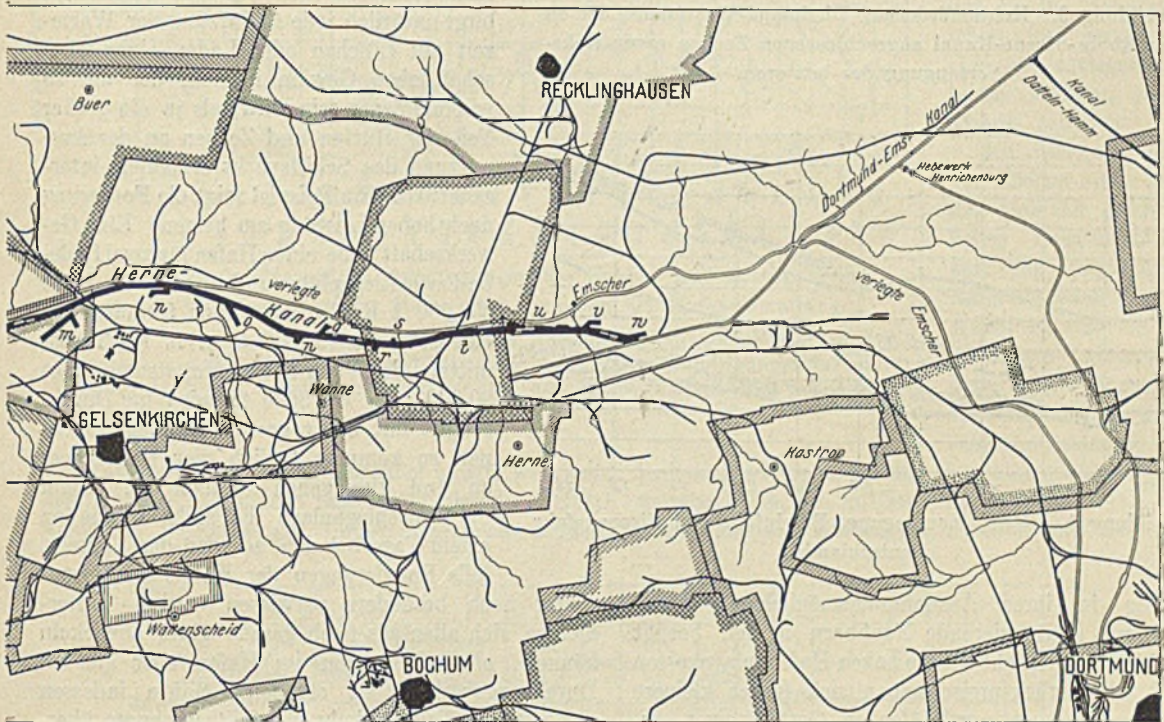 RECKLINGHAUSEN
Buer
Kanal
Datteln-Hamm
Kanal
Dortmund-Ems-
Hebewerk
Henrichenburg
Herne-
verlegte
Kanal
Emscher
verlegte
Emscher
m
n
p
o
n
q
r
s
t
u
v
w
y
y
Wanne
GELSENKIRCHEN
Herne
Kastrop
Wattenscheid
BOCHUM
DORTMUND